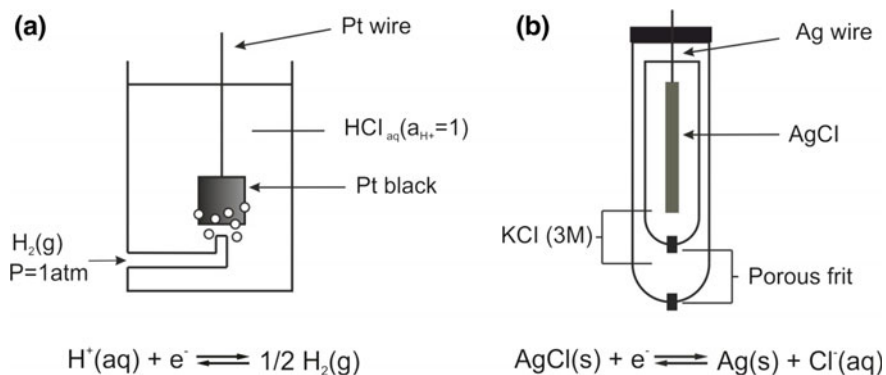 (a)
Pt wire
HCl aq(a H+=1)
Pt black
H2(g)
P=1atm
H+(aq) + e- ⇌ 1/2 H2(g)
(b)
Ag wire
AgCl
KCl (3M)
Porous frit
AgCl(s) + e- ⇌ Ag(s) + Cl-(aq)